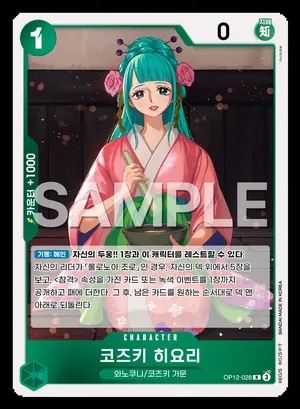 1
0
지혜
知
카운터 +1000
SAMPLE
기동: 메인 자신의 두웅!! 1장과 이 캐릭터를 레스트할 수 있다:
자신의 리더가 「롤로노아 조로」인 경우, 자신의 덱 위에서 5장을
보고, <참격> 속성을 가진 카드 또는 녹색 이벤트를 1장까지
공개하고 패에 더한다. 그 후, 남은 카드를 원하는 순서대로 덱 맨
아래로 되돌린다.
CHARACTER
코즈키 히요리
와노쿠니/코즈키 가문
OP12-028 R
3
BANDAI MADE IN KOREA